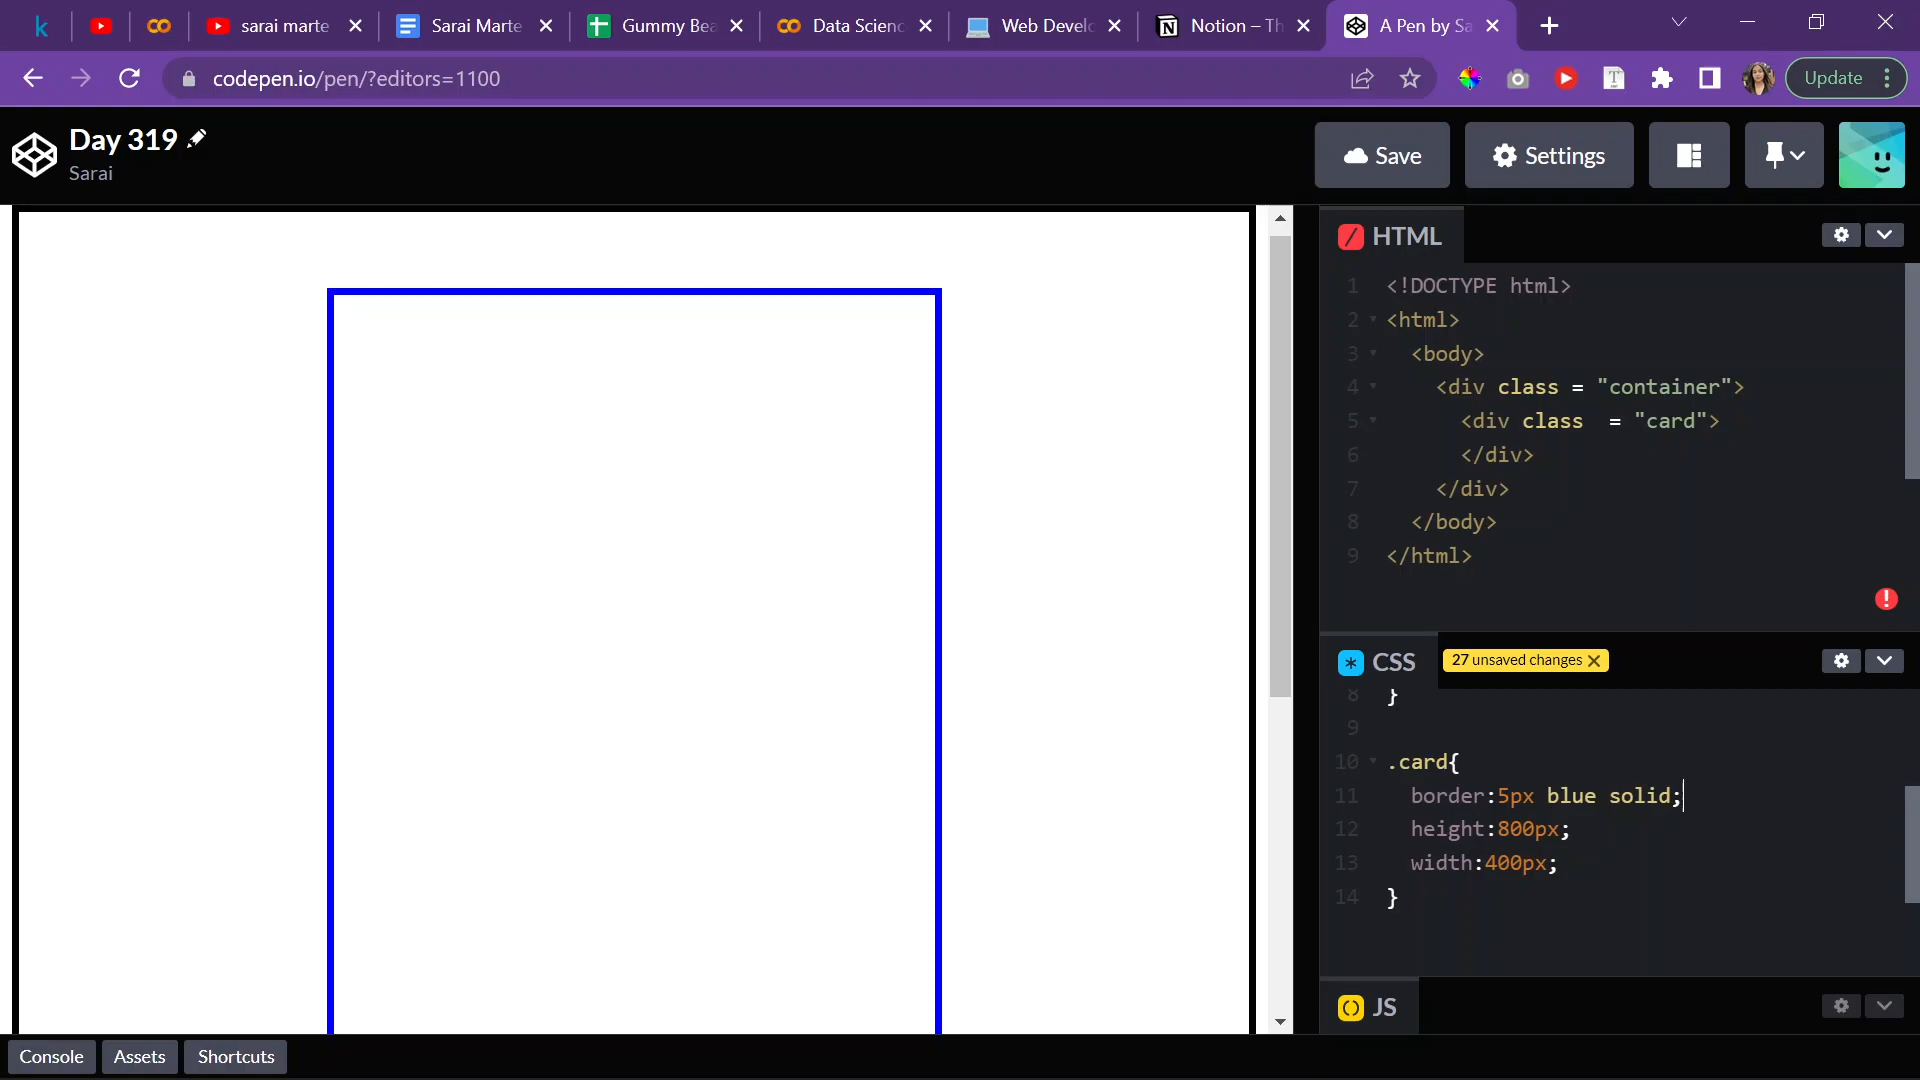 k
sarai marte
Sarai Marte
Gummy Bea
Data Scienc
Web Develo
Notion – Th
A Pen by Sa
codepen.io/pen/?editors=1100
Update
Day 319
Sarai
Save
Settings
HTML
1 <!DOCTYPE html>
2 <html>
3 <body>
4 <div class = "container">
5 <div class  = "card">
6 </div>
7 </div>
8 </body>
9 </html>
CSS
27 unsaved changes
8 }
9
10 .card{
11 border:5px blue solid;
12 height:800px;
13 width:400px;
14 }
JS
Console
Assets
Shortcuts